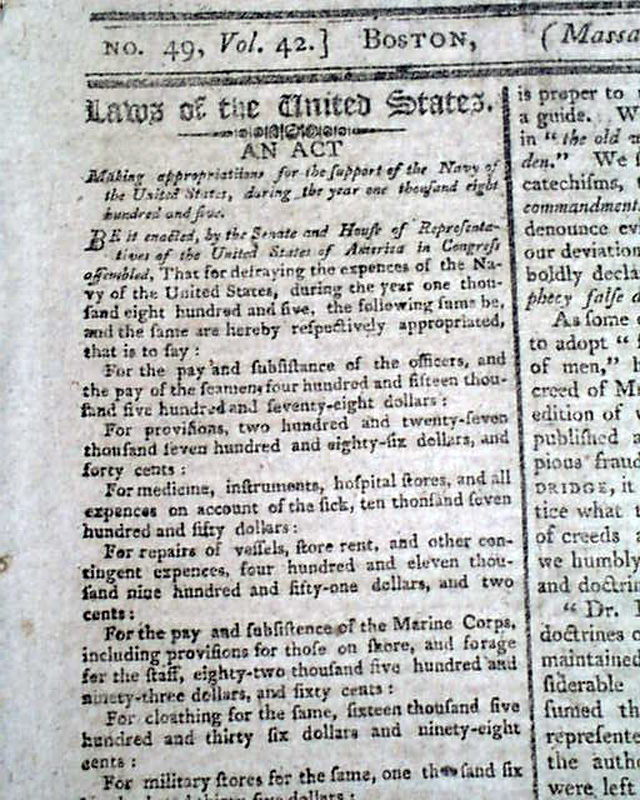 NO. 49, Vol. 42.] BOSTON, (Massa
Laws of the United States.
AN ACT
Making appropriations for the ſupport of the Navy of
the United States, during the year one thouſand eight
hundred and five.
BE it enacted, by the Senate and Houſe of Repreſenta-
tives of the United States of America in Congreſs
aſſembled, That for defraying the expences of the Na-
vy of the United States, during the year one thou-
ſand eight hundred and five, the following ſums be,
and the ſame are hereby reſpectively appropriated,
that is to ſay :
For the pay and ſubſiſtance of the officers, and
the pay of the ſeamen, four hundred and fifteen thou-
ſand five hundred and ſeventy-eight dollars :
For proviſions, two hundred and twenty-ſeven
thouſand ſeven hundred and eighty-ſix dollars, and
forty cents :
For medicine, inſtruments, hoſpital ſtores, and all
expences on account of the ſick, ten thonſand ſeven
hundred and fifty dollars :
For repairs of veſſels, ſtore rent, and other con-
tingent expences, four hundred and eleven thou-
ſand nine hundred and fifty-one dollars, and two
cents :
For the pay and ſubſiſtence of the Marine Corps,
including proviſions for thoſe on ſhore, and forage
for the ſtaff, eighty-two thouſand five hundred and
ninety-three dollars, and ſixty cents :
For cloathing for the ſame, ſixteen thouſand five
hundred and thirty ſix dollars and ninety-eight
cents :
For military ſtores for the ſame, one thouſand ſix
hundred and thirty five dollars :
is proper to
a guide. W
in "the old
den." We
catechiſms,
commandment
denounce evi
our deviation
boldly decla
phecy falſe
As ſome
to adopt "
of men,"
creed of M
edition of
publiſhed a
pious fraud
DRIDGE, it
tice what
of creeds a
we humbly
and doctrin
" Dr.
doctrines o
maintained
ſiderable
ſumed th
repreſente
the autho
were left